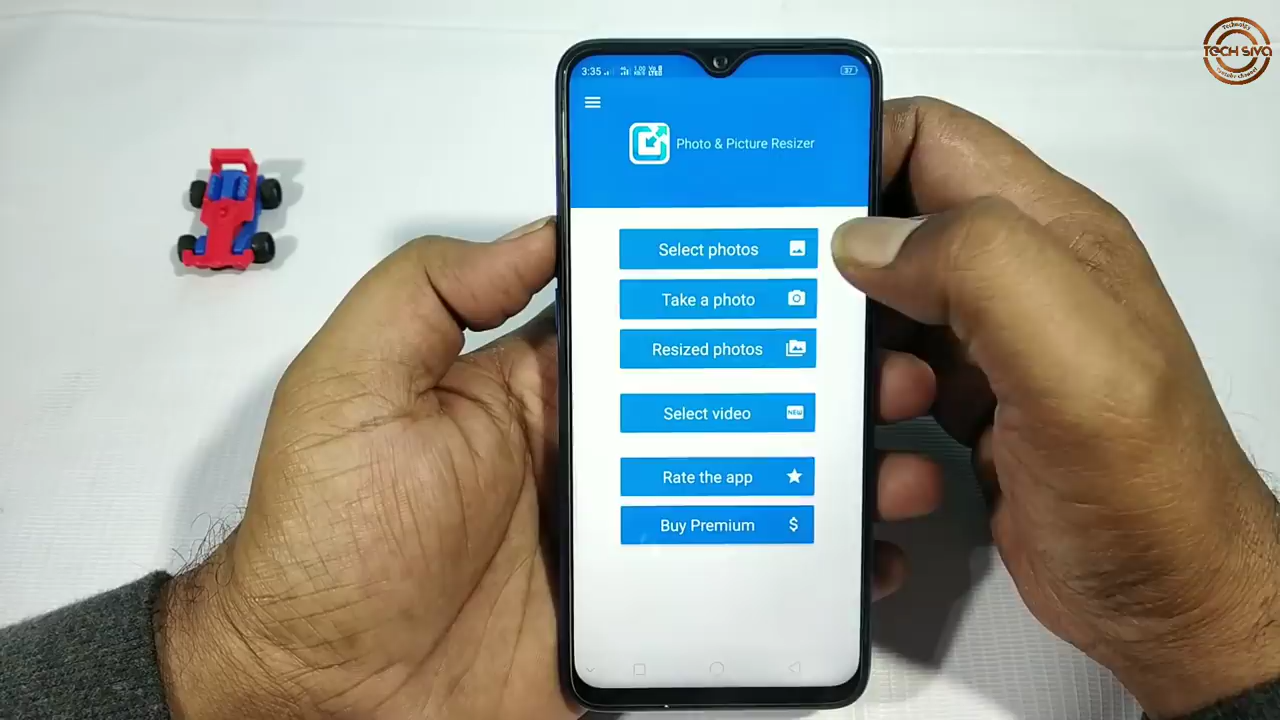 TECH SIVA
3:35
37
Photo & Picture Resizer
Select photos
Take a photo
Resized photos
Select video
NEW
Rate the app
Buy Premium
$